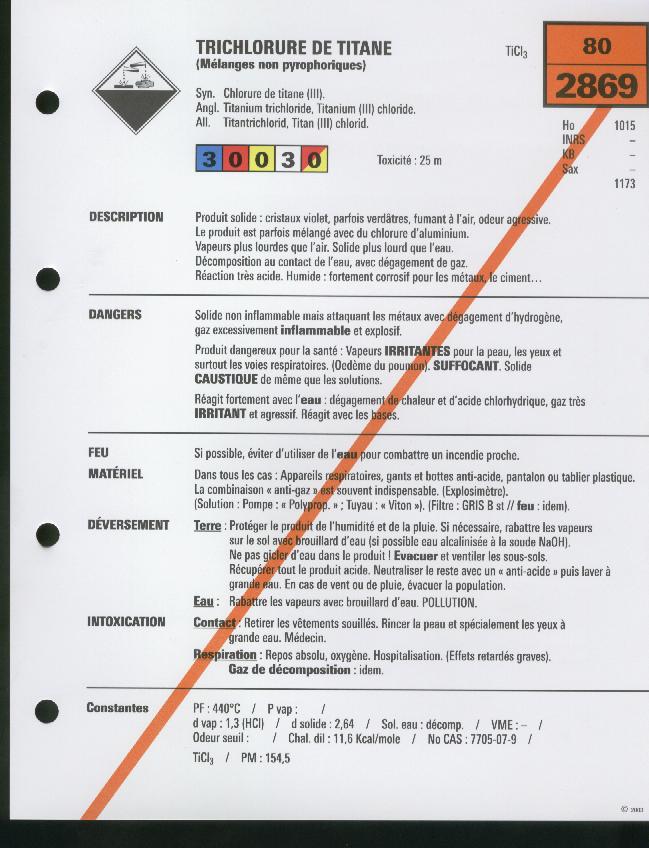 TRICHLORURE DE TITANE
(Mélanges non pyrophoriques)
TiCl3
80
2869
Syn. Chlorure de titane (III).
Angl. Titanium trichloride, Titanium (III) chloride.
All. Titantrichlorid, Titan (III) chlorid.
Ho 1015
INRS –
KB –
Sax –
1173
3 0 0 3 0
Toxicité : 25 m
DESCRIPTION
Produit solide : cristaux violet, parfois verdâtres, fumant à l'air, odeur agressive.
Le produit est parfois mélangé avec du chlorure d'aluminium.
Vapeurs plus lourdes que l'air. Solide plus lourd que l'eau.
Décomposition au contact de l'eau, avec dégagement de gaz.
Réaction très acide. Humide : fortement corrosif pour les métaux, le ciment…
DANGERS
Solide non inflammable mais attaquant les métaux avec dégagement d'hydrogène,
gaz excessivement inflammable et explosif.
Produit dangereux pour la santé : Vapeurs IRRITANTES pour la peau, les yeux et
surtout les voies respiratoires. (Oedème du poumon). SUFFOCANT. Solide
CAUSTIQUE de même que les solutions.
Réagit fortement avec l'eau : dégagement de chaleur et d'acide chlorhydrique, gaz très
IRRITANT et agressif. Réagit avec les bases.
FEU
Si possible, éviter d'utiliser de l'eau pour combattre un incendie proche.
MATÉRIEL
Dans tous les cas : Appareils respiratoires, gants et bottes anti-acide, pantalon ou tablier plastique.
La combinaison « anti-gaz » est souvent indispensable. (Explosimètre).
(Solution : Pompe : « Polyprop. » ; Tuyau : « Viton »). (Filtre : GRIS B st // feu : idem).
DÉVERSEMENT
Terre : Protéger le produit de l'humidité et de la pluie. Si nécessaire, rabattre les vapeurs
sur le sol avec brouillard d'eau (si possible eau alcalinisée à la soude NaOH).
Ne pas gicler d'eau dans le produit ! Evacuer et ventiler les sous-sols.
Récupérer tout le produit acide. Neutraliser le reste avec un « anti-acide » puis laver à
grande eau. En cas de vent ou de pluie, évacuer la population.
Eau : Rabattre les vapeurs avec brouillard d'eau. POLLUTION.
INTOXICATION
Contact : Retirer les vêtements souillés. Rincer la peau et spécialement les yeux à
grande eau. Médecin.
Respiration : Repos absolu, oxygène. Hospitalisation. (Effets retardés graves).
Gaz de décomposition : idem.
Constantes
PF : 440°C / P vap : /
d vap : 1,3 (HCl) / d solide : 2,64 / Sol. eau : décomp. / VME : – /
Odeur seuil : / Chal. dil : 11,6 Kcal/mole / No CAS : 7705-07-9 /
TiCl3 / PM : 154,5
© 2003